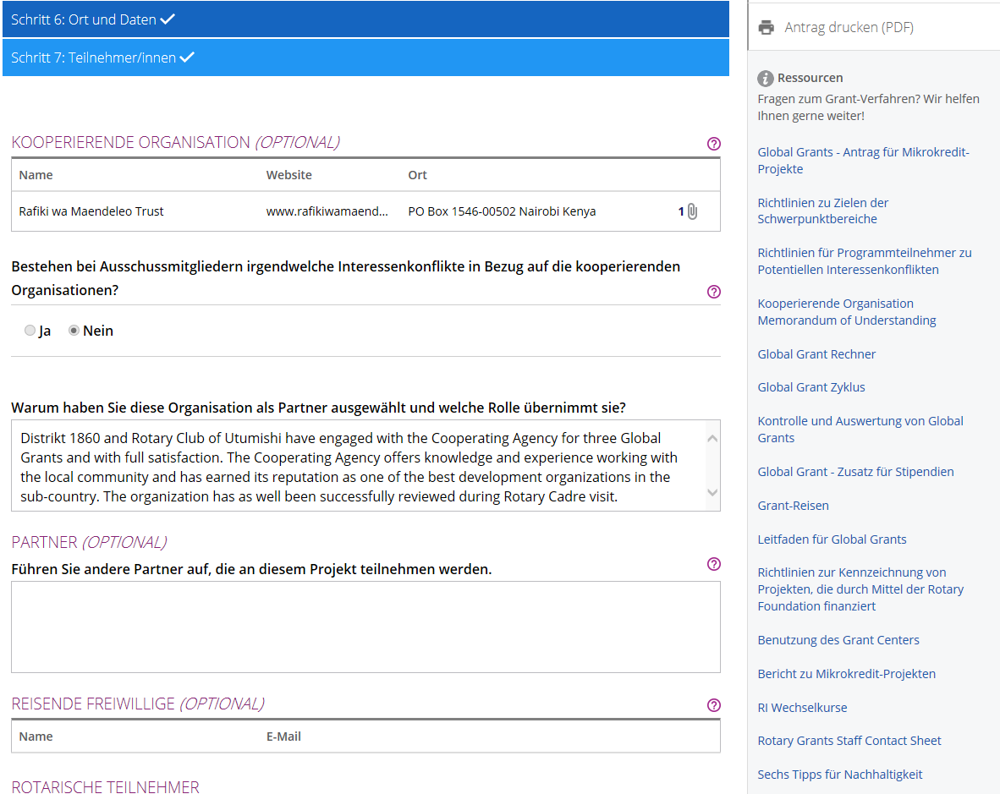 Schritt 6: Ort und Daten
Schritt 7: Teilnehmer/innen
KOOPERIERENDE ORGANISATION (OPTIONAL)
Name Website Ort
Rafiki wa Maendeleo Trust www.rafikiwamaend... PO Box 1546-00502 Nairobi Kenya 1
Bestehen bei Ausschussmitgliedern irgendwelche Interessenkonflikte in Bezug auf die kooperierenden
Organisationen?
Ja Nein
Warum haben Sie diese Organisation als Partner ausgewählt und welche Rolle übernimmt sie?
Distrikt 1860 and Rotary Club of Utumishi have engaged with the Cooperating Agency for three Global
Grants and with full satisfaction. The Cooperating Agency offers knowledge and experience working with
the local community and has earned its reputation as one of the best development organizations in the
sub-country. The organization has as well been successfully reviewed during Rotary Cadre visit.
PARTNER (OPTIONAL)
Führen Sie andere Partner auf, die an diesem Projekt teilnehmen werden.
REISENDE FREIWILLIGE (OPTIONAL)
Name E-Mail
ROTARISCHE TEILNEHMER
Antrag drucken (PDF)
Ressourcen
Fragen zum Grant-Verfahren? Wir helfen
Ihnen gerne weiter!
Global Grants - Antrag für Mikrokredit-
Projekte
Richtlinien zu Zielen der
Schwerpunktbereiche
Richtlinien für Programmteilnehmer zu
Potentiellen Interessenkonflikten
Kooperierende Organisation
Memorandum of Understanding
Global Grant Rechner
Global Grant Zyklus
Kontrolle und Auswertung von Global
Grants
Global Grant - Zusatz für Stipendien
Grant-Reisen
Leitfaden für Global Grants
Richtlinien zur Kennzeichnung von
Projekten, die durch Mittel der Rotary
Foundation finanziert
Benutzung des Grant Centers
Bericht zu Mikrokredit-Projekten
RI Wechselkurse
Rotary Grants Staff Contact Sheet
Sechs Tipps für Nachhaltigkeit